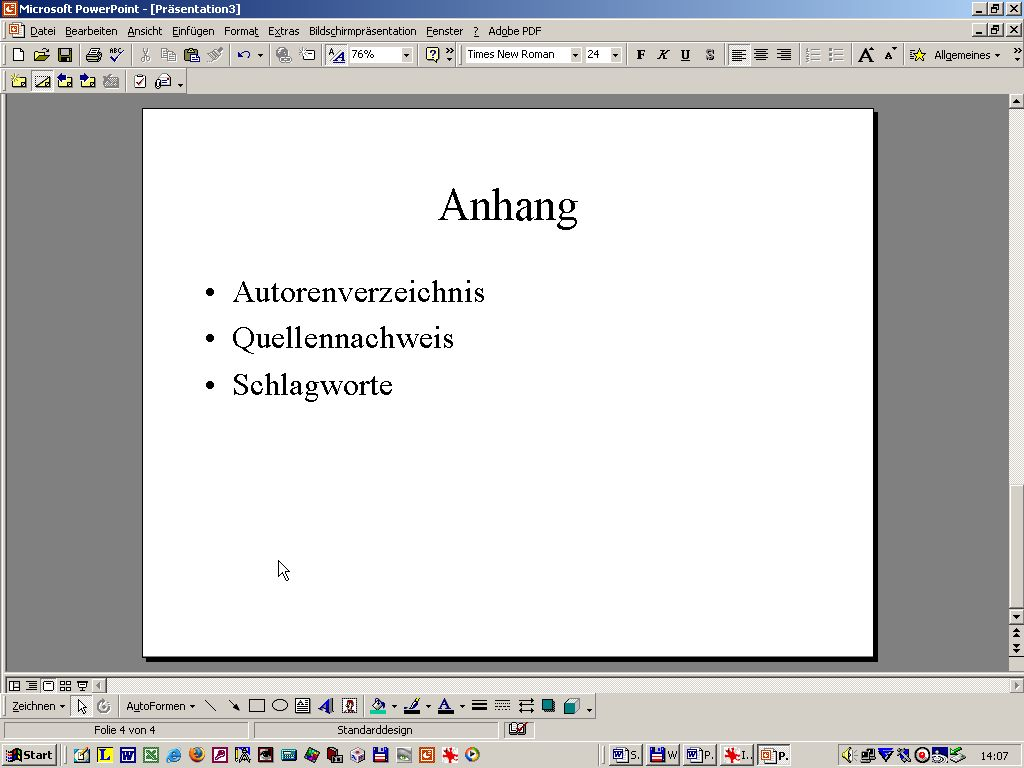 Microsoft PowerPoint - [Präsentation3]
Datei Bearbeiten Ansicht Einfügen Format Extras Bildschirmpräsentation Fenster ? Adobe PDF
76% Times New Roman 24 F K U S Allgemeines
Anhang
• Autorenverzeichnis
• Quellennachweis
• Schlagworte
Zeichnen AutoFormen
Folie 4 von 4 Standarddesign
Start S. W P. I.. P. 14:07